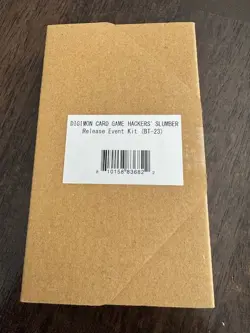 DIGIMON CARD GAME HACKERS' SLUMBER
Release Event Kit (BT-23)